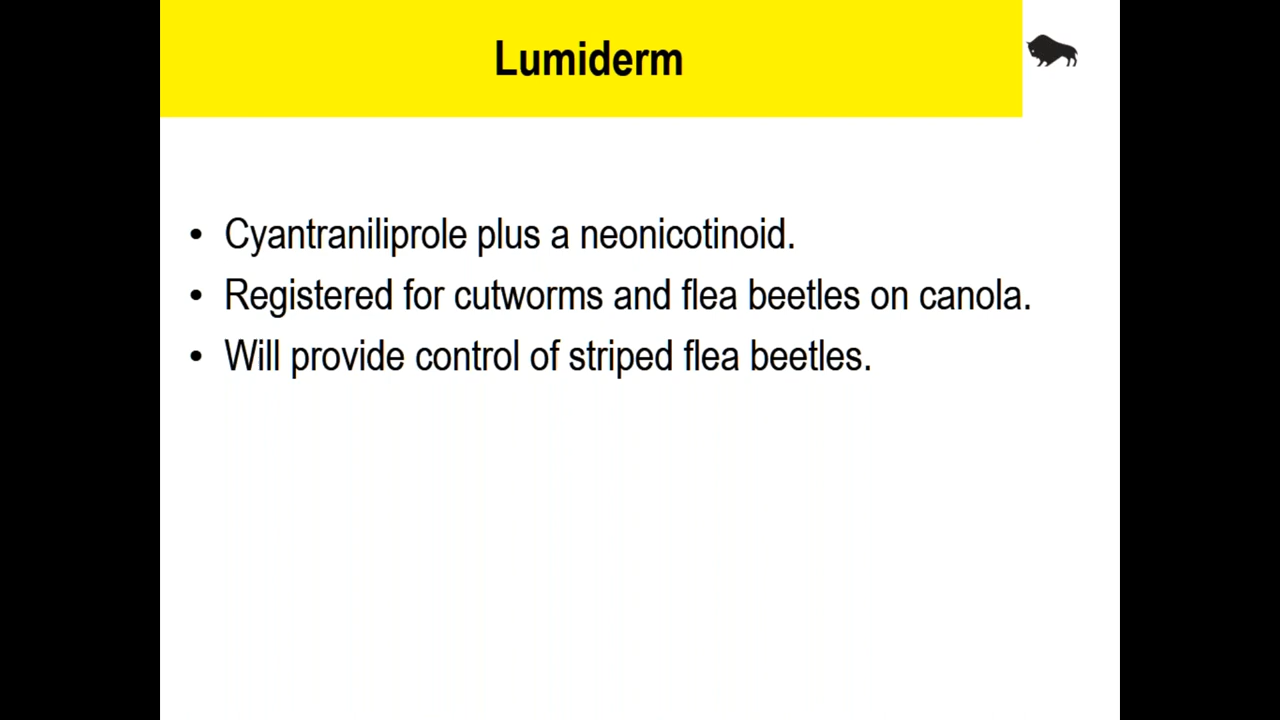 Lumiderm
• Cyantraniliprole plus a neonicotinoid.
• Registered for cutworms and flea beetles on canola.
• Will provide control of striped flea beetles.